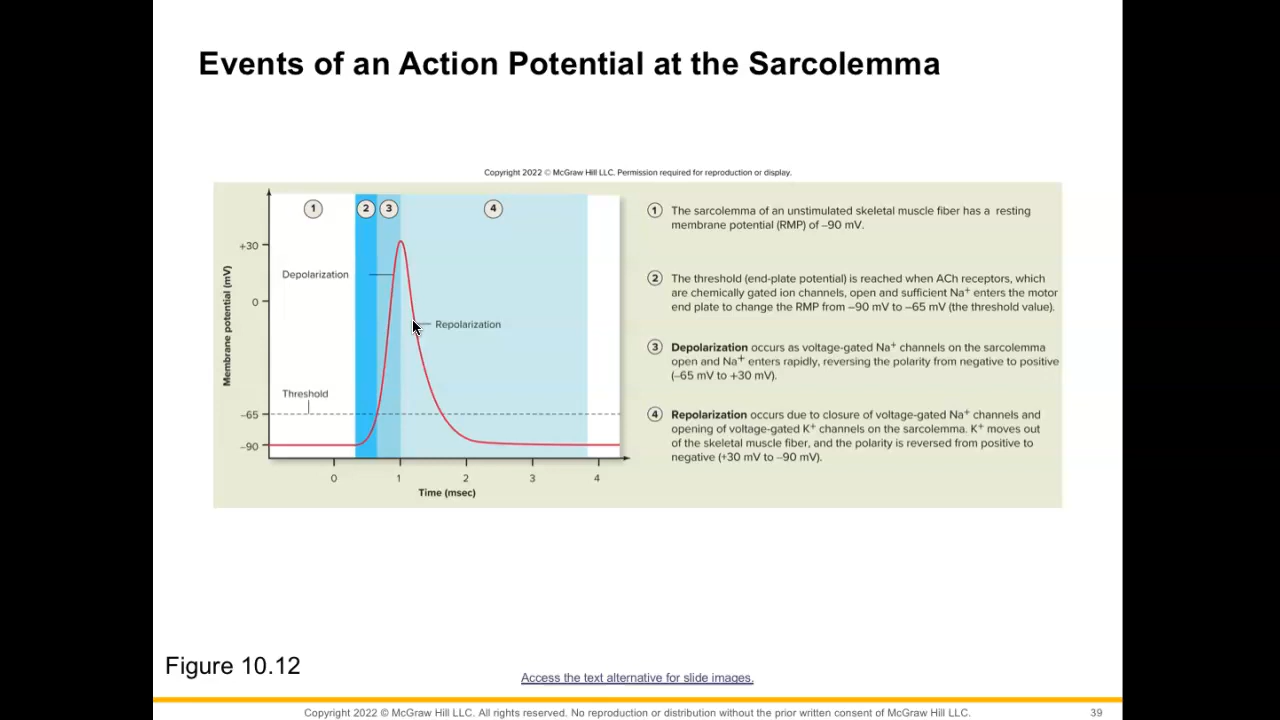 Events of an Action Potential at the Sarcolemma
Copyright 2022 © McGraw Hill LLC. Permission required for reproduction or display.
1 2 3 4
+30
0
–65
–90
Membrane potential (mV)
Depolarization
Repolarization
Threshold
0 1 2 3 4
Time (msec)
1 The sarcolemma of an unstimulated skeletal muscle fiber has a resting
membrane potential (RMP) of –90 mV.
2 The threshold (end-plate potential) is reached when ACh receptors, which
are chemically gated ion channels, open and sufficient Na⁺ enters the motor
end plate to change the RMP from –90 mV to –65 mV (the threshold value).
3 Depolarization occurs as voltage-gated Na⁺ channels on the sarcolemma
open and Na⁺ enters rapidly, reversing the polarity from negative to positive
(–65 mV to +30 mV).
4 Repolarization occurs due to closure of voltage-gated Na⁺ channels and
opening of voltage-gated K⁺ channels on the sarcolemma. K⁺ moves out
of the skeletal muscle fiber, and the polarity is reversed from positive to
negative (+30 mV to –90 mV).
Figure 10.12
Access the text alternative for slide images.
Copyright 2022 © McGraw Hill LLC. All rights reserved. No reproduction or distribution without the prior written consent of McGraw Hill LLC.
39